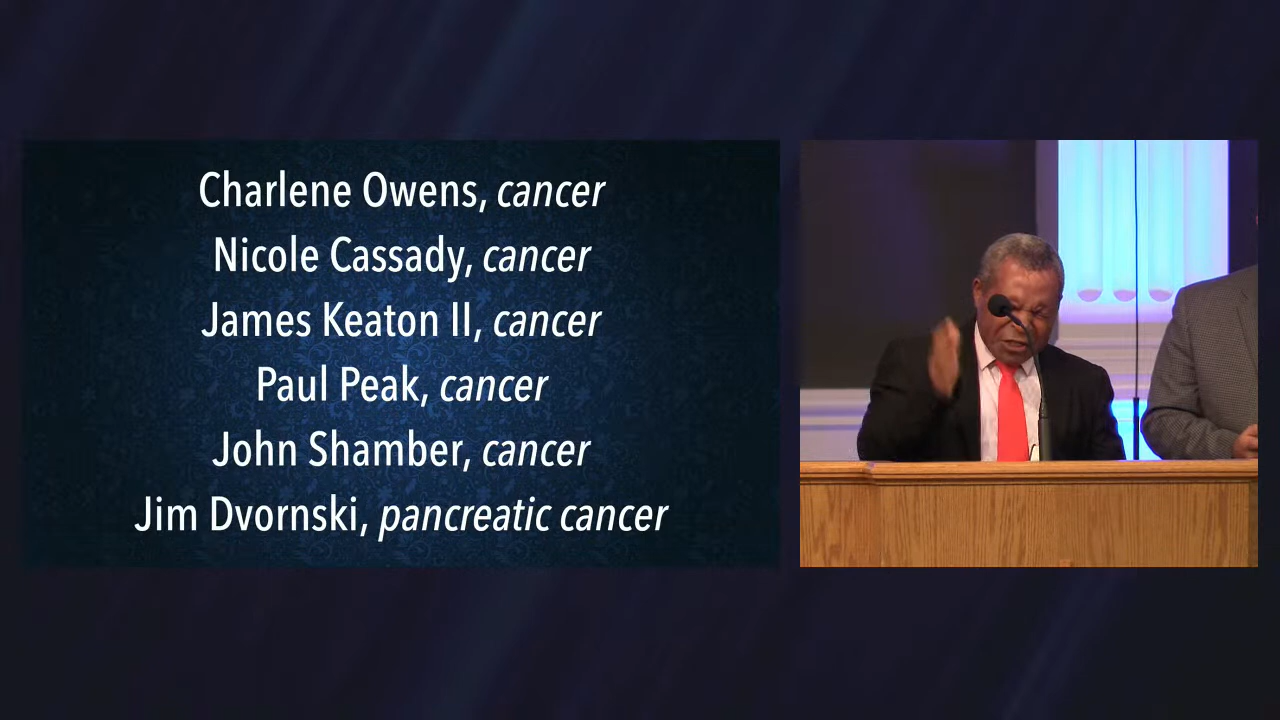 Charlene Owens, cancer
Nicole Cassady, cancer
James Keaton II, cancer
Paul Peak, cancer
John Shamber, cancer
Jim Dvornski, pancreatic cancer